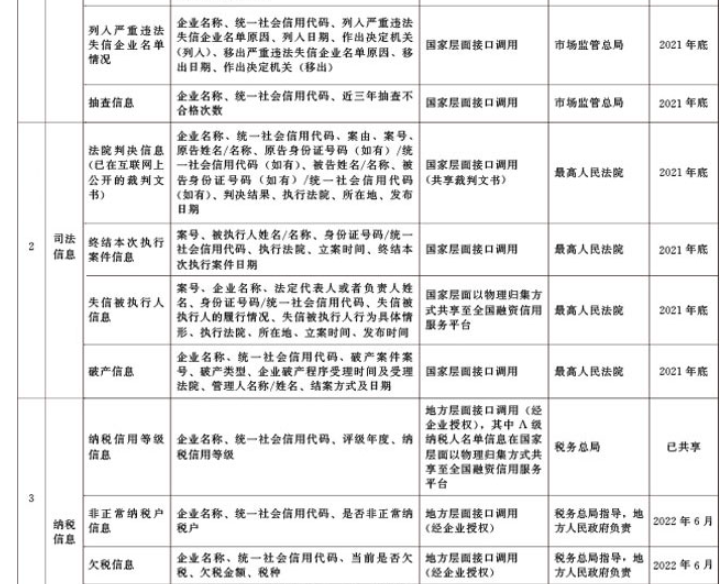 列入严重违法
失信企业名单
情况
企业名称、统一社会信用代码、列入严重违法
失信企业名单原因、列入日期、作出决定机关
（列入）、移出严重违法失信企业名单原因、移
出日期、作出决定机关（移出）
国家层面接口调用
市场监管总局
2021 年底
抽查信息
企业名称、统一社会信用代码、近三年抽查不
合格次数
国家层面接口调用
市场监管总局
2021 年底
2
司法
信息
法院判决信息
（已在互联网上
公开的裁判文
书）
企业名称、统一社会信用代码、案由、案号、
原告姓名/名称、原告身份证号码（如有）/统
一社会信用代码（如有）、被告姓名/名称、被
告身份证号码（如有）/统一社会信用代码
（如有）、判决结果、执行法院、所在地、发布
日期
国家层面接口调用
（共享裁判文书）
最高人民法院
2021 年底
终结本次执行
案件信息
案号、被执行人姓名/名称、身份证号码/统一
社会信用代码、执行法院、立案时间、终结本
次执行案件日期
国家层面接口调用
最高人民法院
2021 年底
失信被执行人
信息
案号、企业名称、法定代表人或者负责人姓
名、身份证号码/统一社会信用代码、失信被
执行人的履行情况、失信被执行人行为具体情
形、执行法院、所在地、立案时间、发布时间
国家层面以物理归集方
式共享至全国融资信用
服务平台
最高人民法院
2021 年底
破产信息
企业名称、统一社会信用代码、破产案件案
号、破产类型、企业破产程序受理时间及受理
法院、管理人名称/姓名、结案方式及日期
国家层面接口调用
最高人民法院
2021 年底
3
纳税
信息
纳税信用等级
信息
企业名称、统一社会信用代码、评级年度、纳
税信用等级
地方层面接口调用（经
企业授权），其中 A 级
纳税人名单信息在国家
层面以物理归集方式共
享至全国融资信用服务
平台
税务总局
已共享
非正常纳税户
信息
企业名称、统一社会信用代码、是否非正常纳
税户
地方层面接口调用
（经企业授权）
税务总局指导，地
方人民政府负责
2022 年 6 月
欠税信息
企业名称、统一社会信用代码、当前是否欠
税、欠税金额、税种
地方层面接口调用
（经企业授权）
税务总局指导，地
方人民政府负责
2022 年 6 月